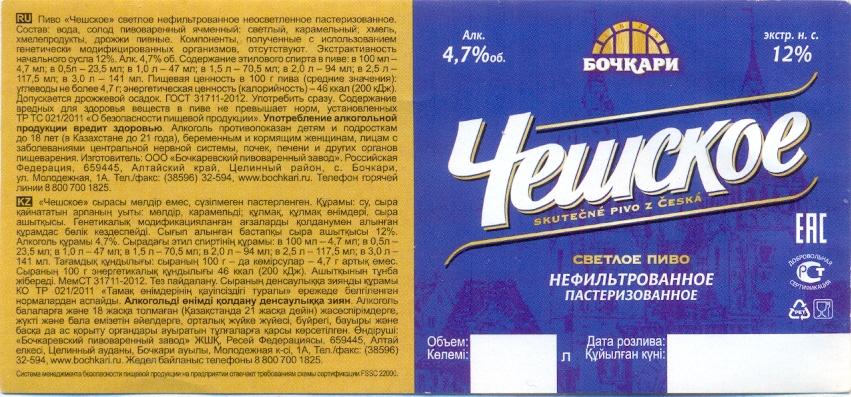 RU Пиво «Чешское» светлое нефильтрованное неосветленное пастеризованное.
Состав: вода, солод пивоваренный ячменный: светлый, карамельный; хмель,
хмелепродукты, дрожжи пивные. Компоненты, полученные с использованием
генетически модифицированных организмов, отсутствуют. Экстрактивность
начального сусла 12%. Алк. 4,7% об. Содержание этилового спирта в пиве: в 100 мл –
4,7 мл; в 0,5л – 23,5 мл; в 1,0 л – 47 мл; в 1,5 л – 70,5 мл; в 2,0 л – 94 мл; в 2,5 л –
117,5 мл; в 3,0 л – 141 мл. Пищевая ценность в 100 г пива (средние значения):
углеводы не более 4,7 г; энергетическая ценность (калорийность) – 46 ккал (200 кДж).
Допускается дрожжевой осадок. ГОСТ 31711-2012. Употребить сразу. Содержание
вредных для здоровья веществ в пиве не превышает норм, установленных
ТР ТС 021/2011 «О безопасности пищевой продукции». Употребление алкогольной
продукции вредит здоровью. Алкоголь противопоказан детям и подросткам
до 18 лет (в Казахстане до 21 года), беременным и кормящим женщинам, лицам с
заболеваниями центральной нервной системы, почек, печени и других органов
пищеварения. Изготовитель: ООО «Бочкаревский пивоваренный завод». Российская
Федерация, 659445, Алтайский край, Целинный район, с. Бочкари,
ул. Молодежная, 1А. Тел./факс: (38596) 32-594, www.bochkari.ru. Телефон горячей
линии 8 800 700 1825.
KZ «Чешское» сырасы мөлдір емес, сүзілмеген пастерленген. Құрамы: су, сыра
қайнататын арпаның уыты: мөлдір, карамельді; құлмақ, құлмақ өнімдері, сыра
ашытқысы. Генетикалық модификацияланған ағзаларды қолданумен алынған
құрамдас бөлік кездеспейді. Сығып алынған бастапқы сыра ашытқысы 12%.
Алкоголь құрамы 4,7%. Сырадағы этил спиртінің құрамы: в 100 мл – 4,7 мл; в 0,5л –
23,5 мл; в 1,0 л – 47 мл; в 1,5 л – 70,5 мл; в 2,0 л – 94 мл; в 2,5 л – 117,5 мл; в 3,0 л –
141 мл. Тағамдық құндылығы: сыраның 100 г – да көмірсулар – 4,7 г артық емес.
Сыраның 100 г энергетикалық құндылығы 46 ккал (200 кДж). Ашытқының тұнба
жібереді. МемСТ 31711-2012. Тез пайдалану. Сыраның денсаулыққа зиянды құрамы
КО ТР 021/2011 «Тамақ өнімдерінің қауіпсіздігі туралы» ережеде белгіленген
нормалардан аспайды. Алкогольді өнімді қолдану денсаулыққа зиян. Алкоголь
балаларға және 18 жасқа толмаған (Қазақстанда 21 жасқа дейін) жасөспірімдерге,
жүкті және бала емізетін әйелдерге, орталық жүйке жүйесі, бүйрегі, бауыры және
басқа да ас қорыту органдары ауыратын тұлғаларға қарсы көрсетілген. Өндіруші:
«Бочкаревский пивоваренный завод» ЖШҚ, Ресей Федерациясы, 659445, Алтай
елкесі, Целинный ауданы, Бочкари ауылы, Молодежная к-сі, 1А, Тел./факс: (38596)
32-594, www.bochkari.ru. Жедел байланыс телефоны 8 800 700 1825.
Система менеджмента безопасности пищевой продукции на предприятии отвечают требованиям схемы сертификации FSSC 22000.
Алк.
4,7%об.
БОЧКАРИ
экстр. н. с.
12%
Чешское
SKUTEČNÉ PIVO Z ČESKÁ
СВЕТЛОЕ ПИВО
НЕФИЛЬТРОВАННОЕ
ПАСТЕРИЗОВАННОЕ
EAC
ДОБРОВОЛЬНАЯ
СЕРТИФИКАЦИЯ
PET
Объем:
Көлемі:
л
Дата розлива:
Құйылған күні: